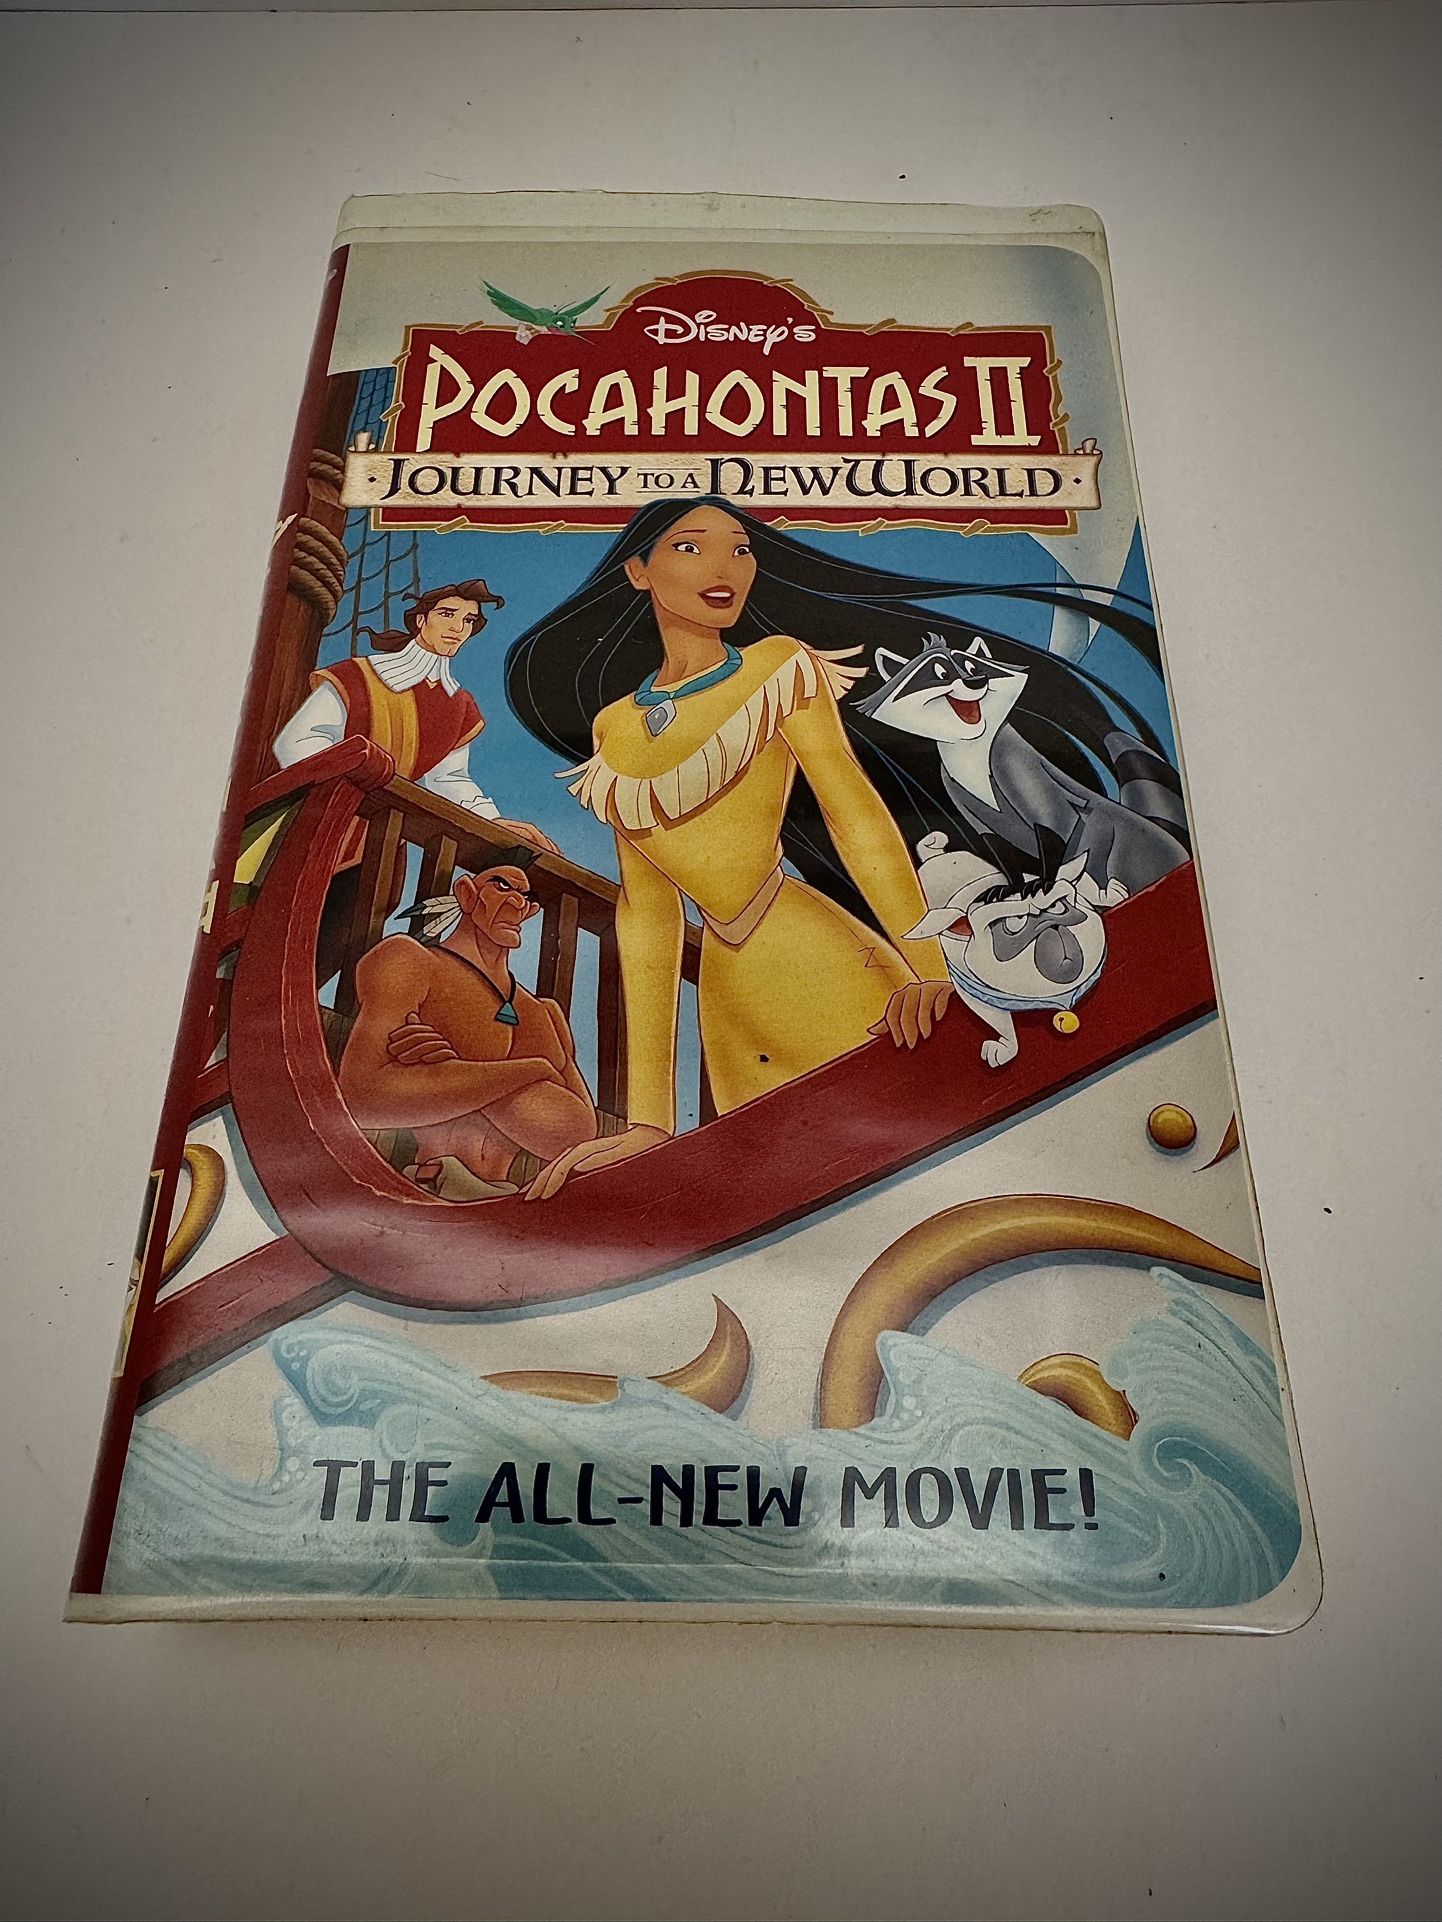 Disney's
Pocahontas II
Journey to a New World
THE ALL-NEW MOVIE!